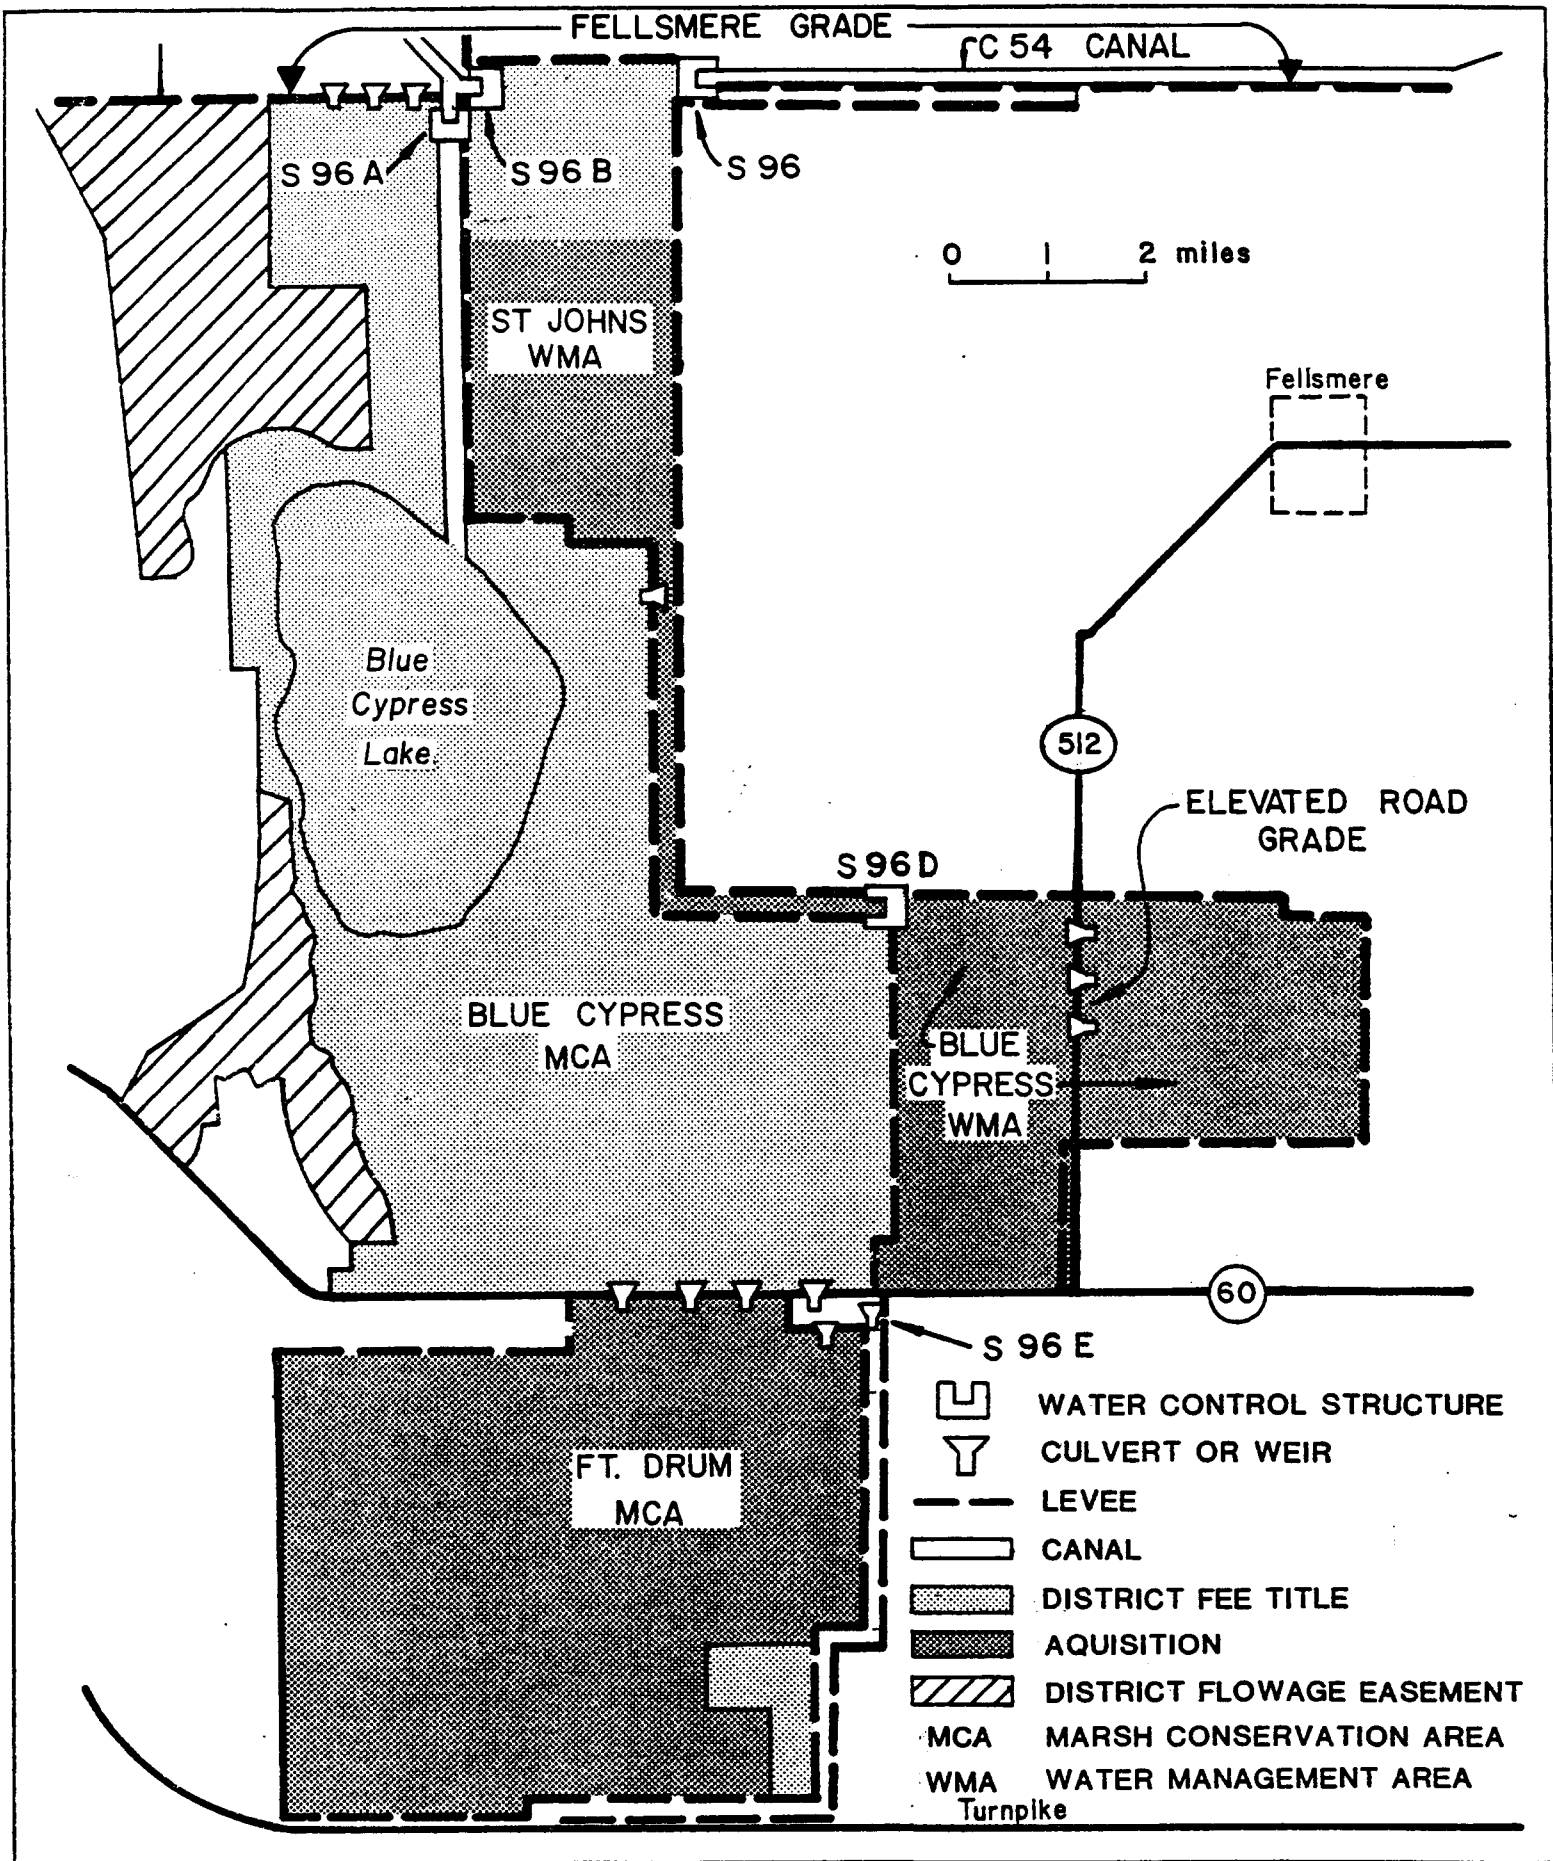 FELLSMERE GRADE
C 54 CANAL
S 96 A
S 96 B
S 96
0 1 2 miles
ST JOHNS
WMA
Fellsmere
Blue
Cypress
Lake.
512
ELEVATED ROAD
GRADE
S 96 D
BLUE CYPRESS
MCA
BLUE
CYPRESS
WMA
60
S 96 E
FT. DRUM
MCA
WATER CONTROL STRUCTURE
CULVERT OR WEIR
LEVEE
CANAL
DISTRICT FEE TITLE
AQUISITION
DISTRICT FLOWAGE EASEMENT
MCA MARSH CONSERVATION AREA
WMA WATER MANAGEMENT AREA
Turnpike